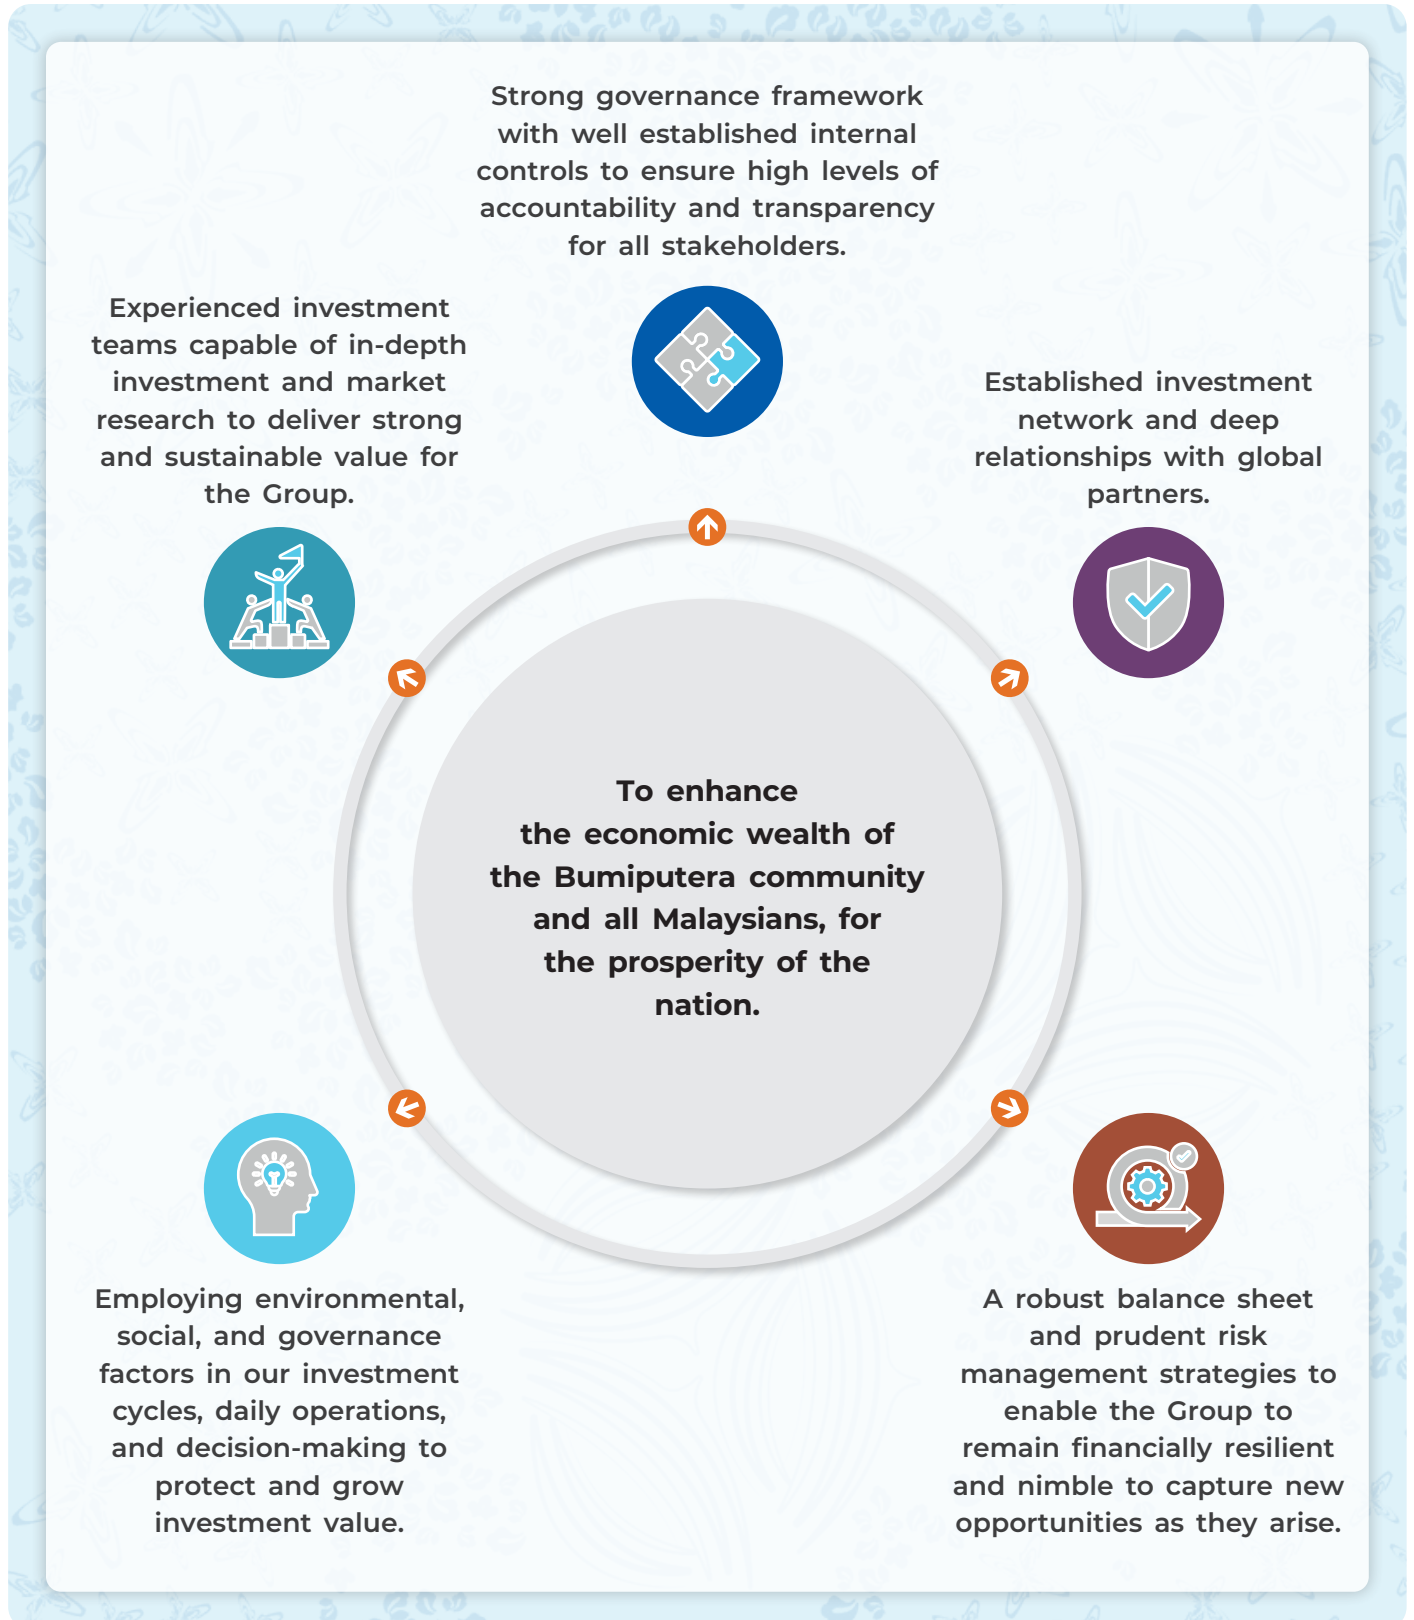 Strong governance framework
with well established internal
controls to ensure high levels of
accountability and transparency
for all stakeholders.
Experienced investment
teams capable of in-depth
investment and market
research to deliver strong
and sustainable value for
the Group.
Established investment
network and deep
relationships with global
partners.
To enhance
the economic wealth of
the Bumiputera community
and all Malaysians, for
the prosperity of the
nation.
Employing environmental,
social, and governance
factors in our investment
cycles, daily operations,
and decision-making to
protect and grow
investment value.
A robust balance sheet
and prudent risk
management strategies to
enable the Group to
remain financially resilient
and nimble to capture new
opportunities as they arise.